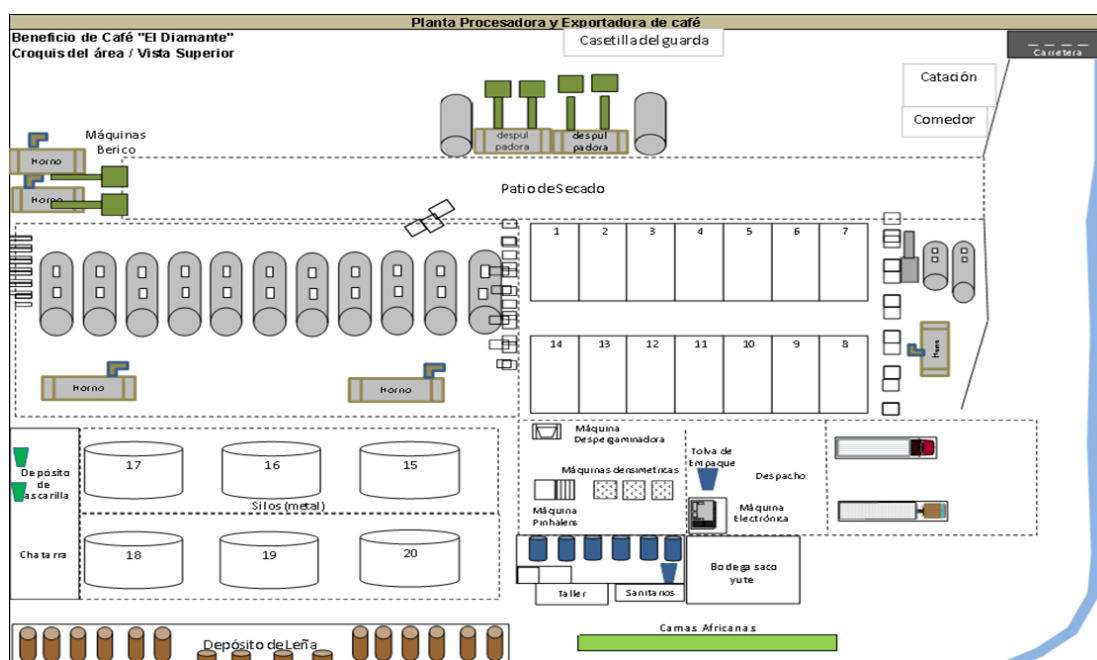 Planta Procesadora y Exportadora de café
Beneficio de Café "El Diamante"
Croquis del área / Vista Superior
Casetilla del guarda
Carretera
Catación
Comedor
Máquinas
Berico
despul
padora
despul
padora
Horno
Horno
Patio de Secado
1 2 3 4 5 6 7
14 13 12 11 10 9 8
Horno
Horno
Máquina
Despergaminadora
Tolva de
Empaque
Máquinas densimetricas
Despacho
Máquina
Pinhalens
Máquina
Electrónica
17 16 15
Depósito
de
Silos (metal)
Chatarra
18 19 20
Bodega saco
yute
Taller
Sanitarios
Camas Africanas
Depósito de Leña